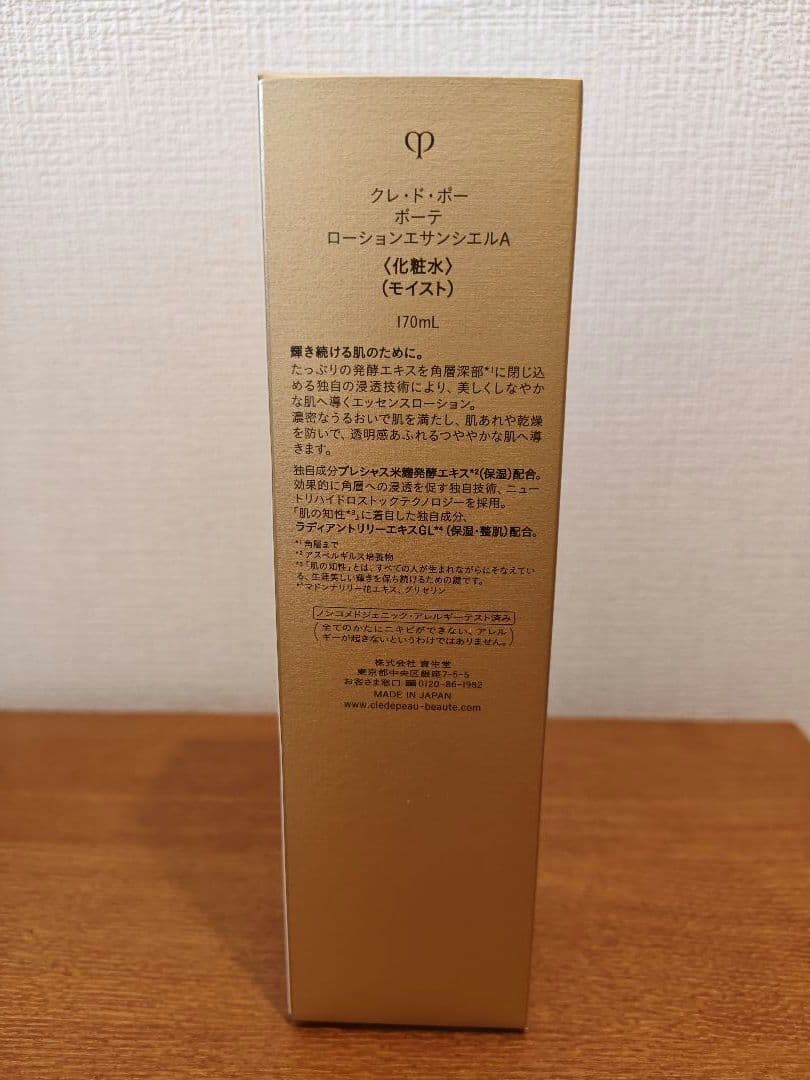 クレ・ド・ポー
ボーテ
ローションエサンシエルA
〈化粧水〉
(モイスト)
170mL
輝き続ける肌のために。
たっぷりの発酵エキスを角層深部*1に閉じ込
める独自の浸透技術により、美しくしなやか
な肌へ導くエッセンスローション。
濃密なうるおいで肌を満たし、肌あれや乾燥
を防いで、透明感あふれるつややかな肌へ導
きます。
独自成分プレシャス米麴発酵エキス*2(保湿)配合。
効果的に角層への浸透を促す独自技術、ニュー
トリハイドロストックテクノロジーを採用。
「肌の知性*3」に着目した独自成分、
ラディアントリリーエキスGL*4(保湿・整肌)配合。
*1 角層まで
*2 アスペルギルス培養物
*3「肌の知性」とは、すべての人が生まれながらにそなえてい
る、生涯美しい輝きを保ち続けるための鍵です。
*4 マドンナリリー花エキス、グリセリン
ノンコメドジェニック・アレルギーテスト済み
(全てのかたにニキビができない、アレル
ギーが起きないというわけではありません。)
株式会社 資生堂
東京都中央区銀座7-5-5
お客さま窓口 0120-86-1982
MADE IN JAPAN
www.cledepeau-beaute.com